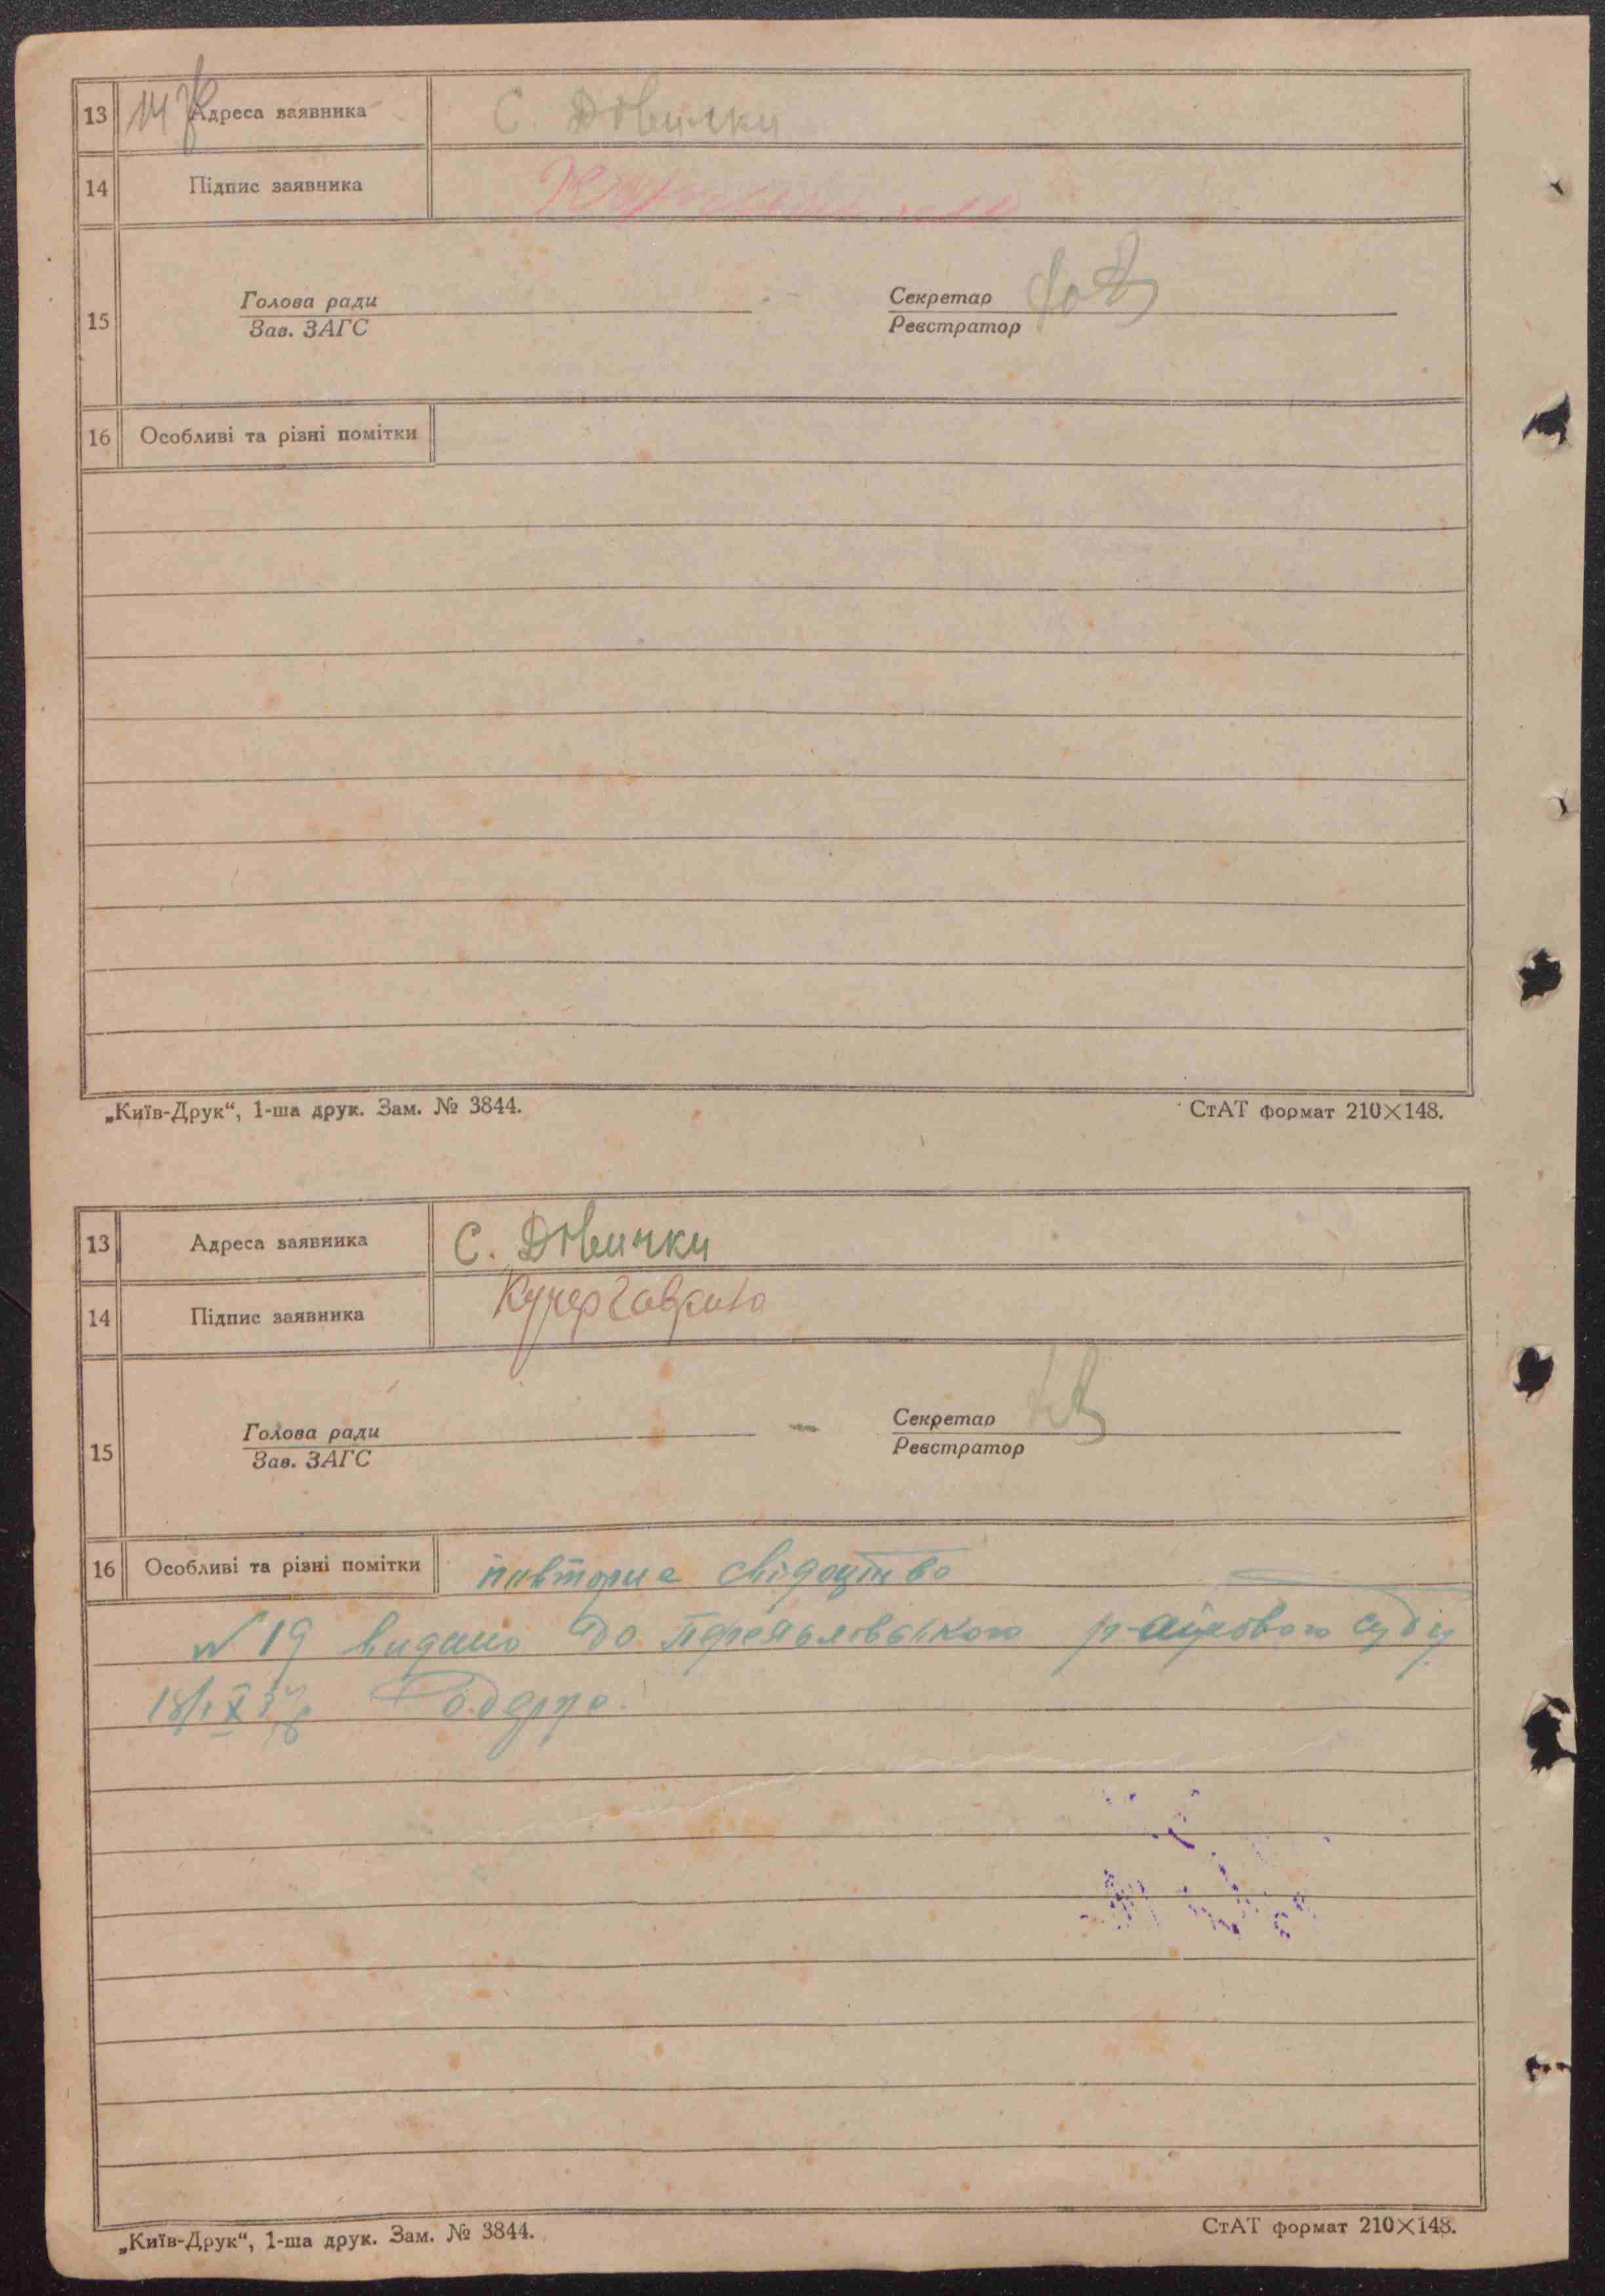 13 Адреса заявника С. Дівички
14 Підпис заявника
15 Голова ради Секретар
Зав. ЗАГС Реєстратор
16 Особливі та різні помітки
„Київ-Друк“, 1-ша друк. Зам. № 3844. СтАТ формат 210×148.
13 Адреса заявника С. Дівички
14 Підпис заявника Кучер
15 Голова ради Секретар
Зав. ЗАГС Реєстратор
16 Особливі та різні помітки повторне свідоцтво
№ 19 видано до Переяславського районового суду
„Київ-Друк“, 1-ша друк. Зам. № 3844. СтАТ формат 210×148.